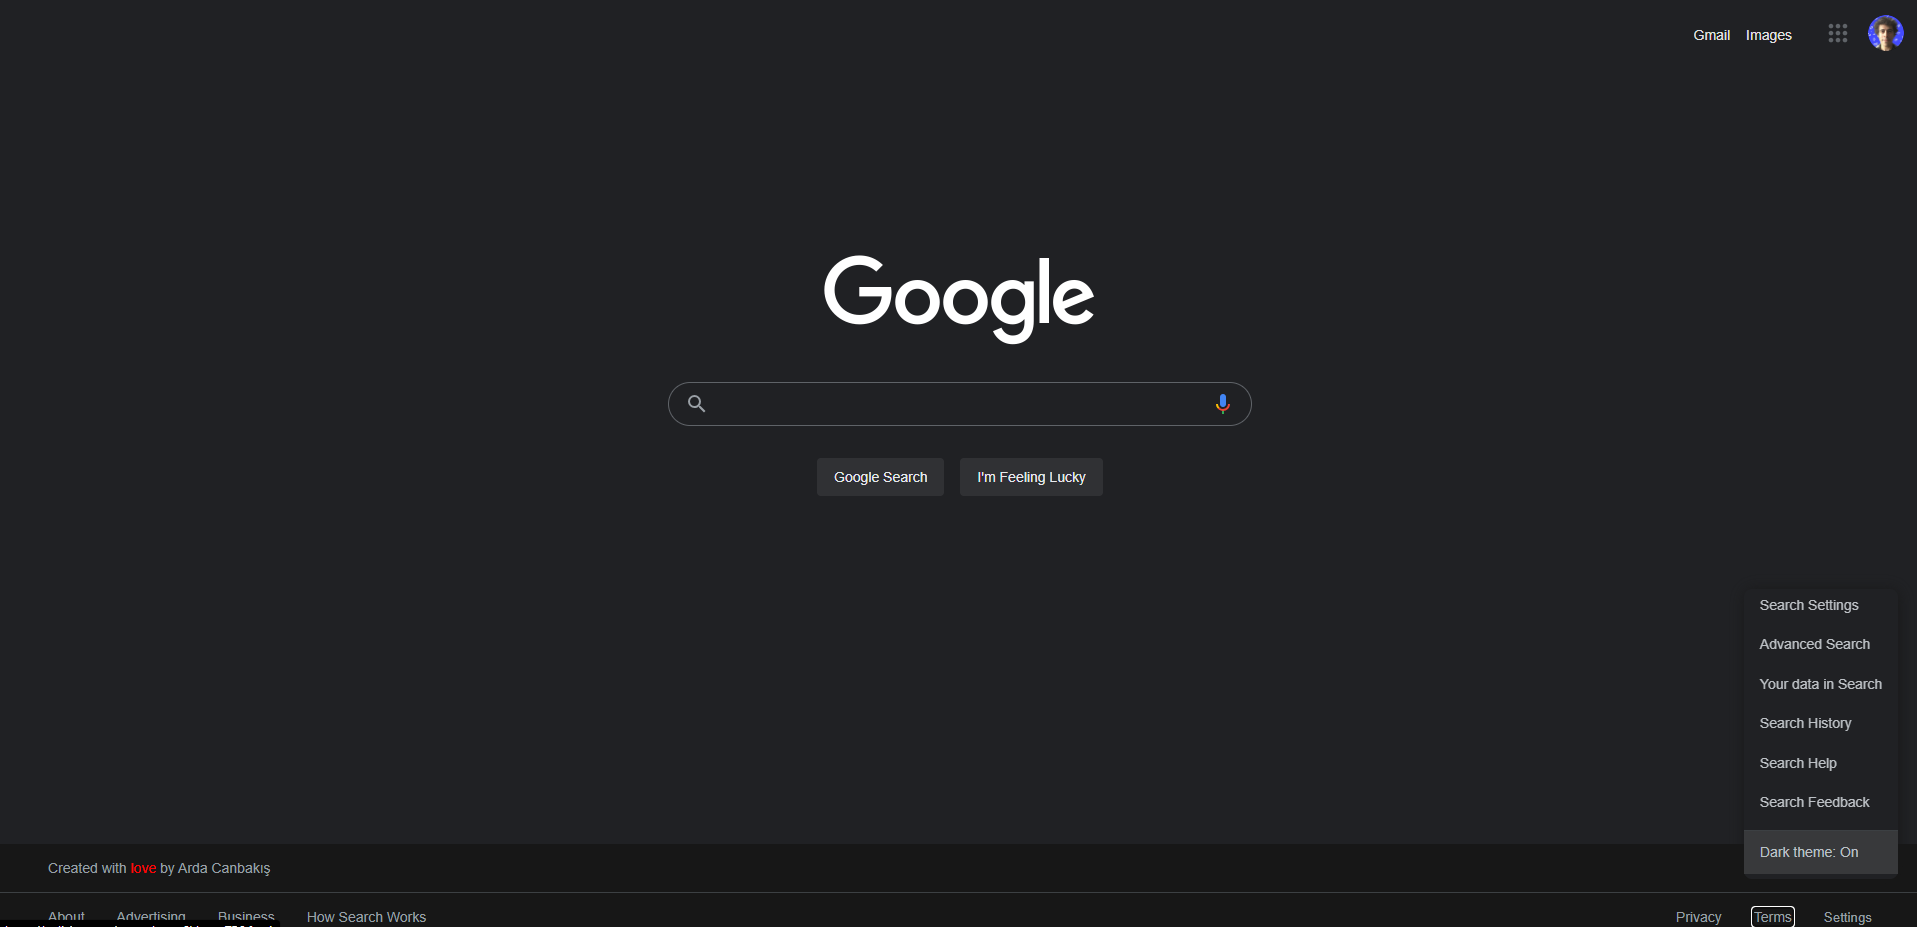 Gmail Images
Google
Google Search I'm Feeling Lucky
Search Settings
Advanced Search
Your data in Search
Search History
Search Help
Search Feedback
Dark theme: On
Created with love by Arda Canbakış
About Advertising Business How Search Works Privacy Terms Settings